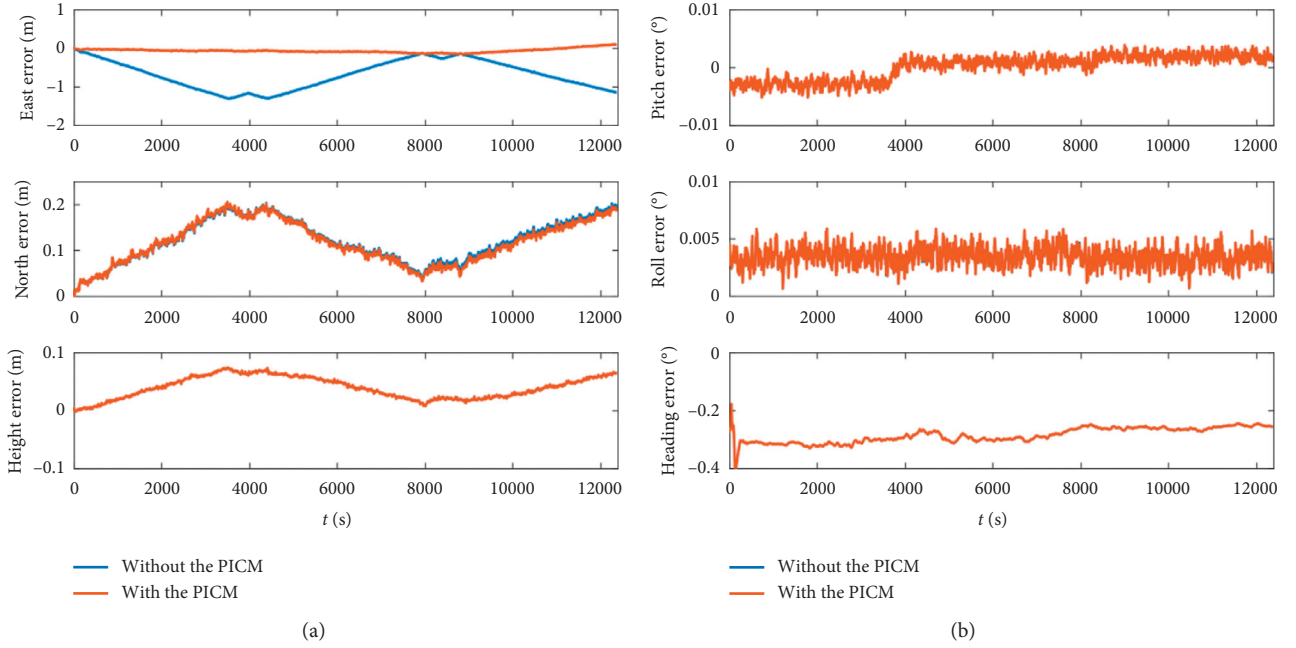 East error (m)
1
0
−1
−2
0 2000 4000 6000 8000 10000 12000
North error (m)
0.2
0.1
0
0 2000 4000 6000 8000 10000 12000
Height error (m)
0.1
0
−0.1
0 2000 4000 6000 8000 10000 12000
t (s)
Without the PICM
With the PICM
(a)
Pitch error (°)
0.01
0
−0.01
0 2000 4000 6000 8000 10000 12000
Roll error (°)
0.01
0.005
0
0 2000 4000 6000 8000 10000 12000
Heading error (°)
0
−0.2
−0.4
0 2000 4000 6000 8000 10000 12000
t (s)
Without the PICM
With the PICM
(b)